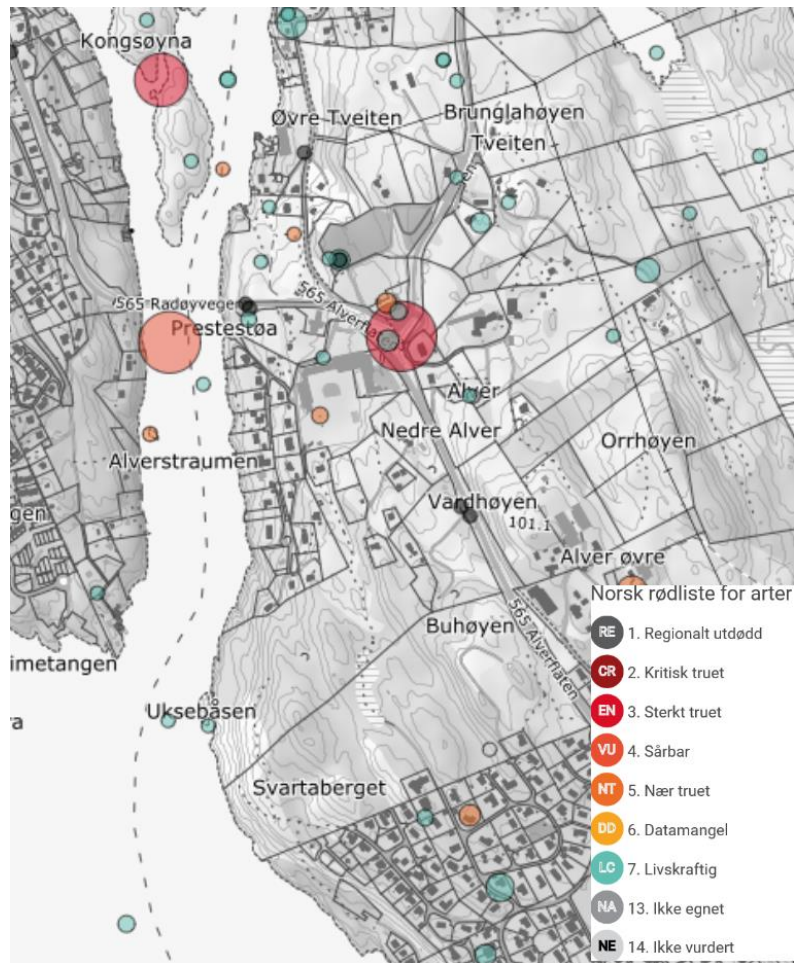 Kongsøyna
Øvre Tveiten
Brunglahøyen
Tveiten
565 Radøyvegen
565 Alverflaten
Prestestøa
Alver
Nedre Alver
Orrhøyen
Alverstraumen
Vardhøyen
101.1
gen
Alver øvre
565 Alverflaten
Buhøyen
imetangen
Uksebåsen
ra
Svartaberget
Norsk rødliste for arter
RE 1. Regionalt utdødd
CR 2. Kritisk truet
EN 3. Sterkt truet
VU 4. Sårbar
NT 5. Nær truet
DD 6. Datamangel
LC 7. Livskraftig
NA 13. Ikke egnet
NE 14. Ikke vurdert